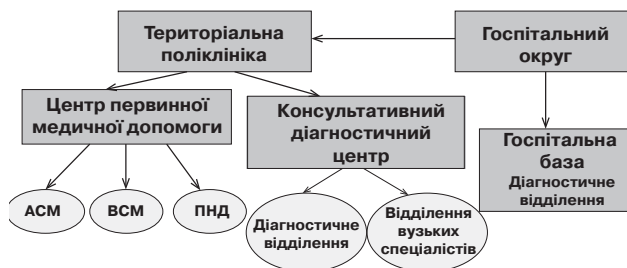 Територіальна
поліклініка
Госпітальний
округ
Центр первинної
медичної допомоги
Консультативний
діагностичний
центр
Госпітальна
база
Діагностичне
відділення
АСМ
ВСМ
ПНД
Діагностичне
відділення
Відділення
вузьких
спеціалістів